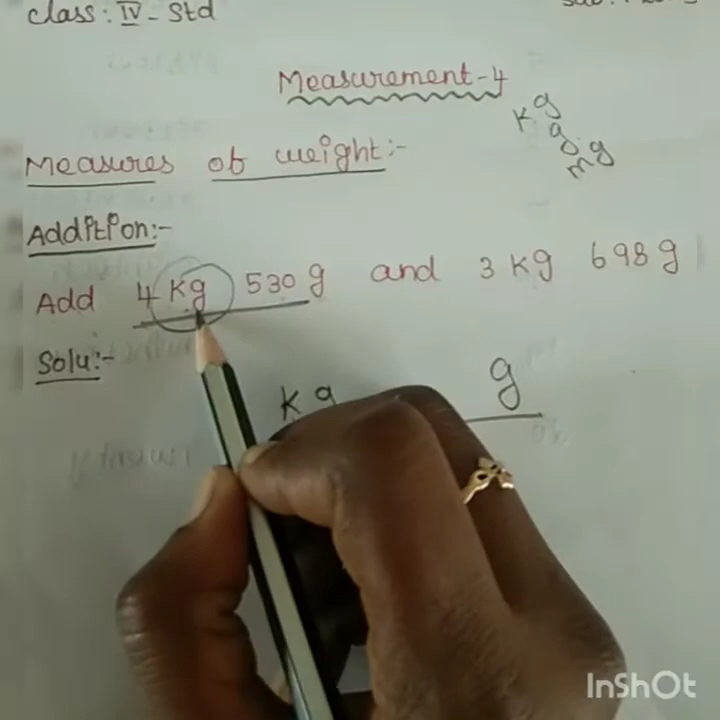 class: IV - Std
Measurement-4
kg
g
mg
Measures of weight:-
Addition:-
Add 4 kg 530 g and 3 kg 698 g
Solu:-
kg g
InShOt